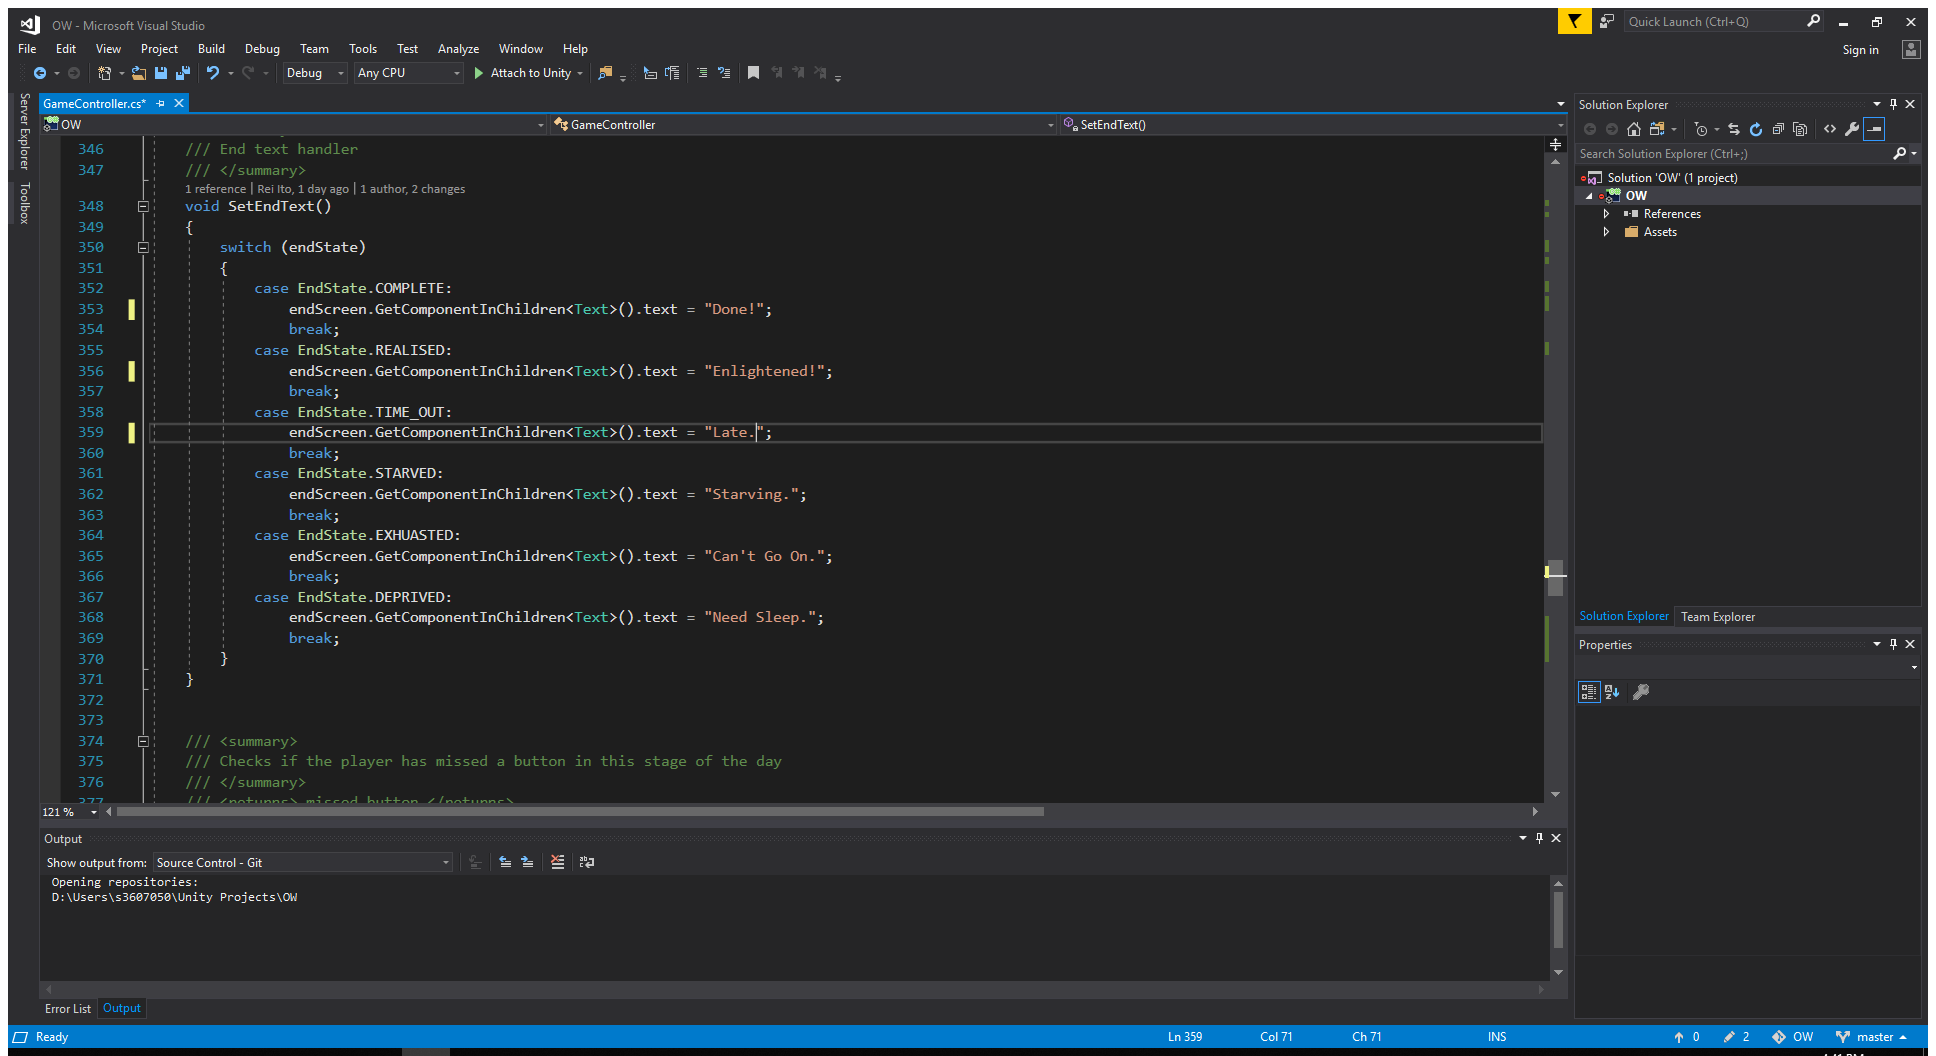 OW - Microsoft Visual Studio
Quick Launch (Ctrl+Q)
File Edit View Project Build Debug Team Tools Test Analyze Window Help
Sign in
Debug Any CPU Attach to Unity
Server Explorer
Toolbox
GameController.cs*
OW GameController SetEndText()
346 /// End text handler
347 /// </summary>
1 reference | Rei Ito, 1 day ago | 1 author, 2 changes
348 void SetEndText()
349 {
350 switch (endState)
351 {
352 case EndState.COMPLETE:
353 endScreen.GetComponentInChildren<Text>().text = "Done!";
354 break;
355 case EndState.REALISED:
356 endScreen.GetComponentInChildren<Text>().text = "Enlightened!";
357 break;
358 case EndState.TIME_OUT:
359 endScreen.GetComponentInChildren<Text>().text = "Late.";
360 break;
361 case EndState.STARVED:
362 endScreen.GetComponentInChildren<Text>().text = "Starving.";
363 break;
364 case EndState.EXHUASTED:
365 endScreen.GetComponentInChildren<Text>().text = "Can't Go On.";
366 break;
367 case EndState.DEPRIVED:
368 endScreen.GetComponentInChildren<Text>().text = "Need Sleep.";
369 break;
370 }
371 }
372
373
374 /// <summary>
375 /// Checks if the player has missed a button in this stage of the day
376 /// </summary>
377 /// <returns> missed button </returns>
121 %
Output
Show output from: Source Control - Git
Opening repositories:
D:\Users\s3607050\Unity Projects\OW
Error List Output
Solution Explorer
Search Solution Explorer (Ctrl+;)
Solution 'OW' (1 project)
OW
References
Assets
Solution Explorer Team Explorer
Properties
Ready Ln 359 Col 71 Ch 71 INS 0 2 OW master